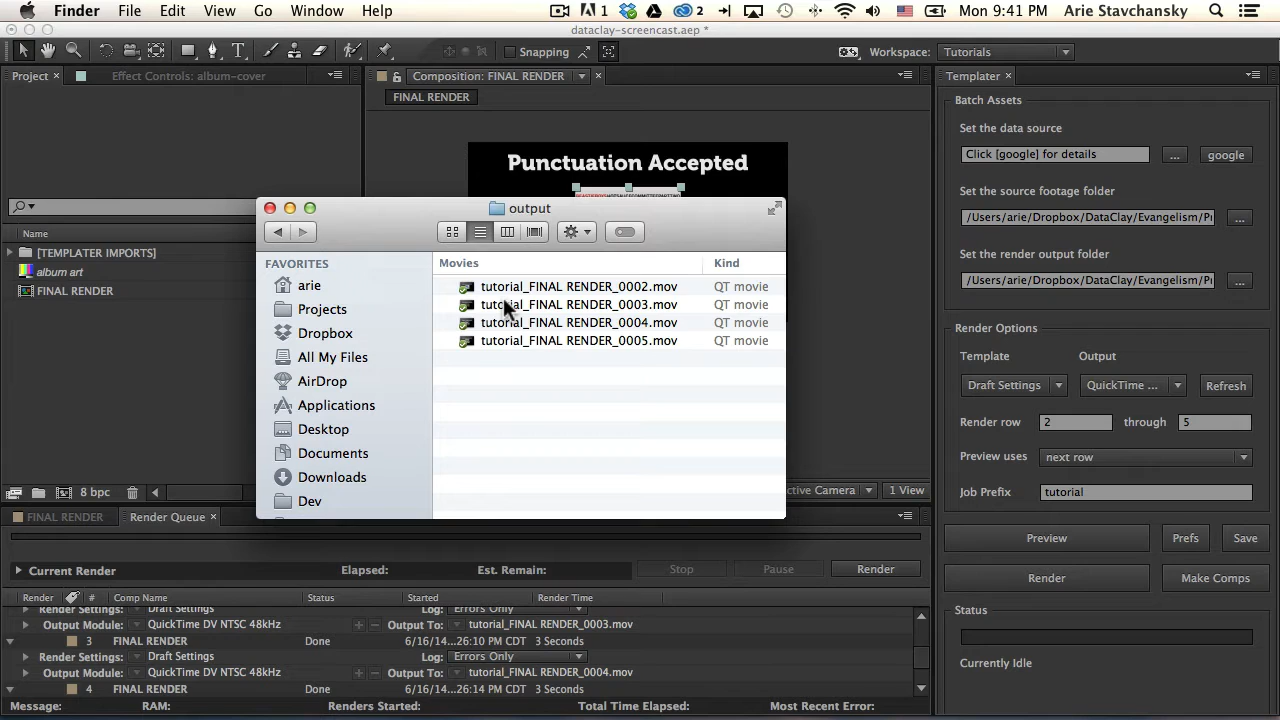 Finder File Edit View Go Window Help 1 2 Mon 9:41 PM Arie Stavchansky
dataclay-screencast.aep *
Snapping Workspace: Tutorials
Project × Effect Controls: album-cover Composition: FINAL RENDER × Templater ×
FINAL RENDER
Batch Assets
Set the data source
Click [google] for details ... google
Set the source footage folder
/Users/arie/Dropbox/DataClay/Evangelism/P ...
Set the render output folder
/Users/arie/Dropbox/DataClay/Evangelism/P ...
Render Options
Template Output
Draft Settings QuickTime ... Refresh
Render row 2 through 5
Preview uses next row
Job Prefix tutorial
Preview Prefs Save
Render Make Comps
Status
Currently Idle
Punctuation Accepted
Name
[TEMPLATER IMPORTS]
album art
FINAL RENDER
8 bpc
output
FAVORITES
arie
Projects
Dropbox
All My Files
AirDrop
Applications
Desktop
Documents
Downloads
Dev
Movies Kind
tutorial_FINAL RENDER_0002.mov QT movie
tutorial_FINAL RENDER_0003.mov QT movie
tutorial_FINAL RENDER_0004.mov QT movie
tutorial_FINAL RENDER_0005.mov QT movie
ctive Camera 1 View
FINAL RENDER Render Queue ×
Current Render Elapsed: Est. Remain: Stop Pause Render
Render # Comp Name Status Started Render Time
Render Settings: Draft Settings Log: Errors Only
Output Module: QuickTime DV NTSC 48kHz Output To: tutorial_FINAL RENDER_0003.mov
3 FINAL RENDER Done 6/16/14...26:10 PM CDT 3 Seconds
Render Settings: Draft Settings Log: Errors Only
Output Module: QuickTime DV NTSC 48kHz Output To: tutorial_FINAL RENDER_0004.mov
4 FINAL RENDER Done 6/16/14...26:14 PM CDT 3 Seconds
Message: RAM: Renders Started: Total Time Elapsed: Most Recent Error: